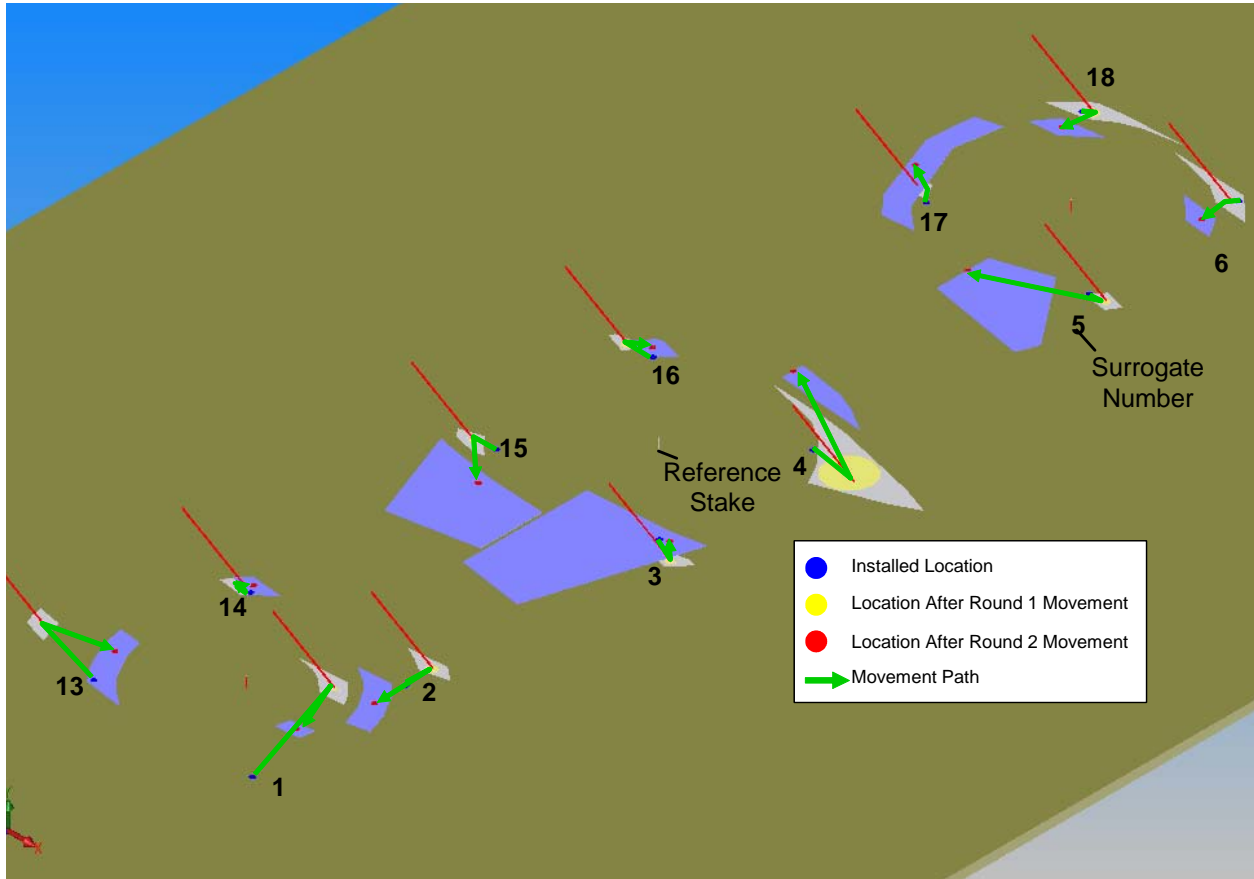 18
17
6
5
Surrogate
Number
16
15
4
Reference
Stake
3
14
13
2
1
Installed Location
Location After Round 1 Movement
Location After Round 2 Movement
Movement Path
X